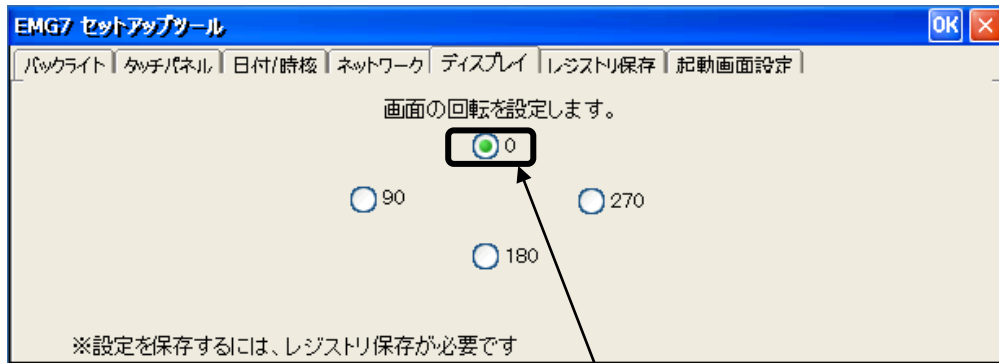 EMG7 セットアップツール OK
バックライト タッチパネル 日付/時核 ネットワーク ディスプレイ レジストリ保存 起動画面設定
画面の回転を設定します。
0
90 270
180
※設定を保存するには、レジストリ保存が必要です